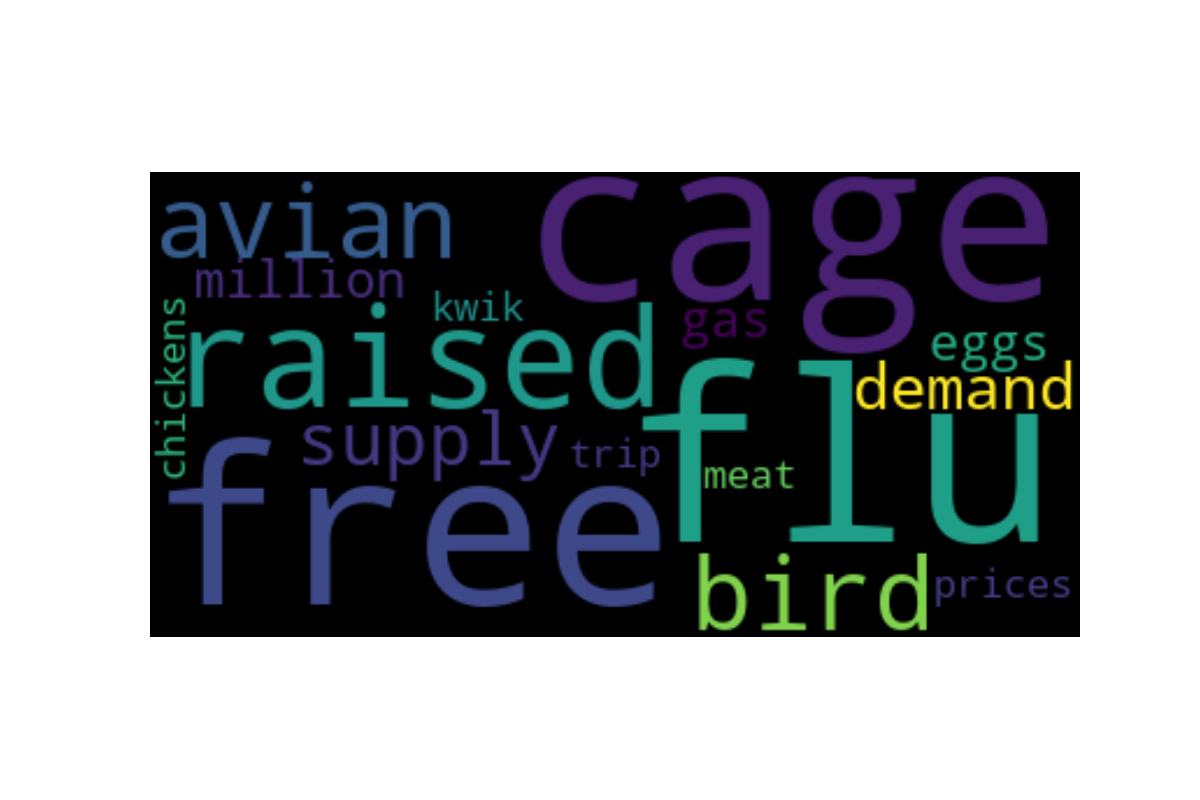 avian
cage
million
kwik
gas
chickens
raised
eggs
demand
supply
trip
flu
meat
free
bird
prices